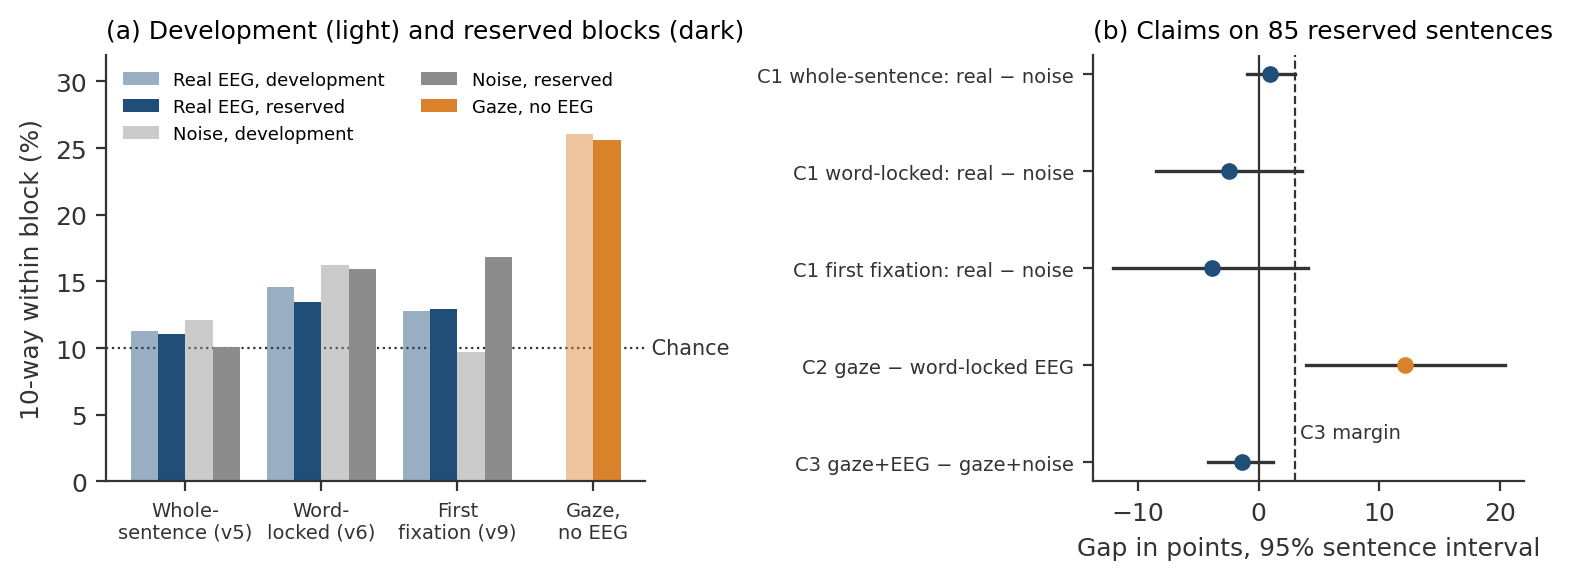 (a) Development (light) and reserved blocks (dark)
Real EEG, development
Real EEG, reserved
Noise, development
Noise, reserved
Gaze, no EEG
10-way within block (%)
30
25
20
15
10
5
0
Chance
Whole-
sentence (v5)
Word-
locked (v6)
First
fixation (v9)
Gaze,
no EEG
(b) Claims on 85 reserved sentences
C1 whole-sentence: real − noise
C1 word-locked: real − noise
C1 first fixation: real − noise
C2 gaze − word-locked EEG
C3 gaze+EEG − gaze+noise
C3 margin
−10
0
10
20
Gap in points, 95% sentence interval